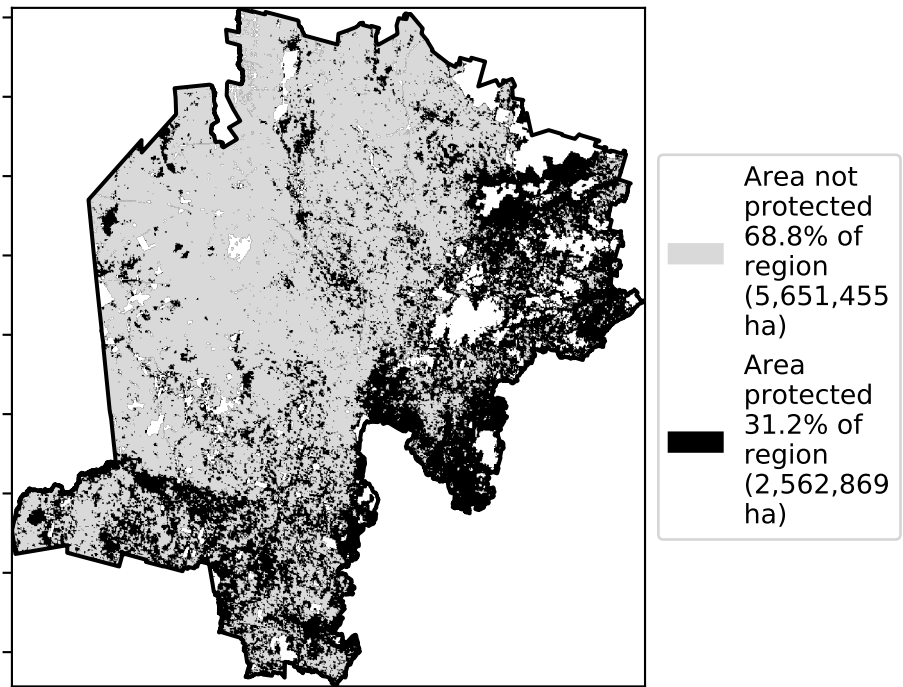 Area not
protected
68.8% of
region
(5,651,455
ha)
Area
protected
31.2% of
region
(2,562,869
ha)